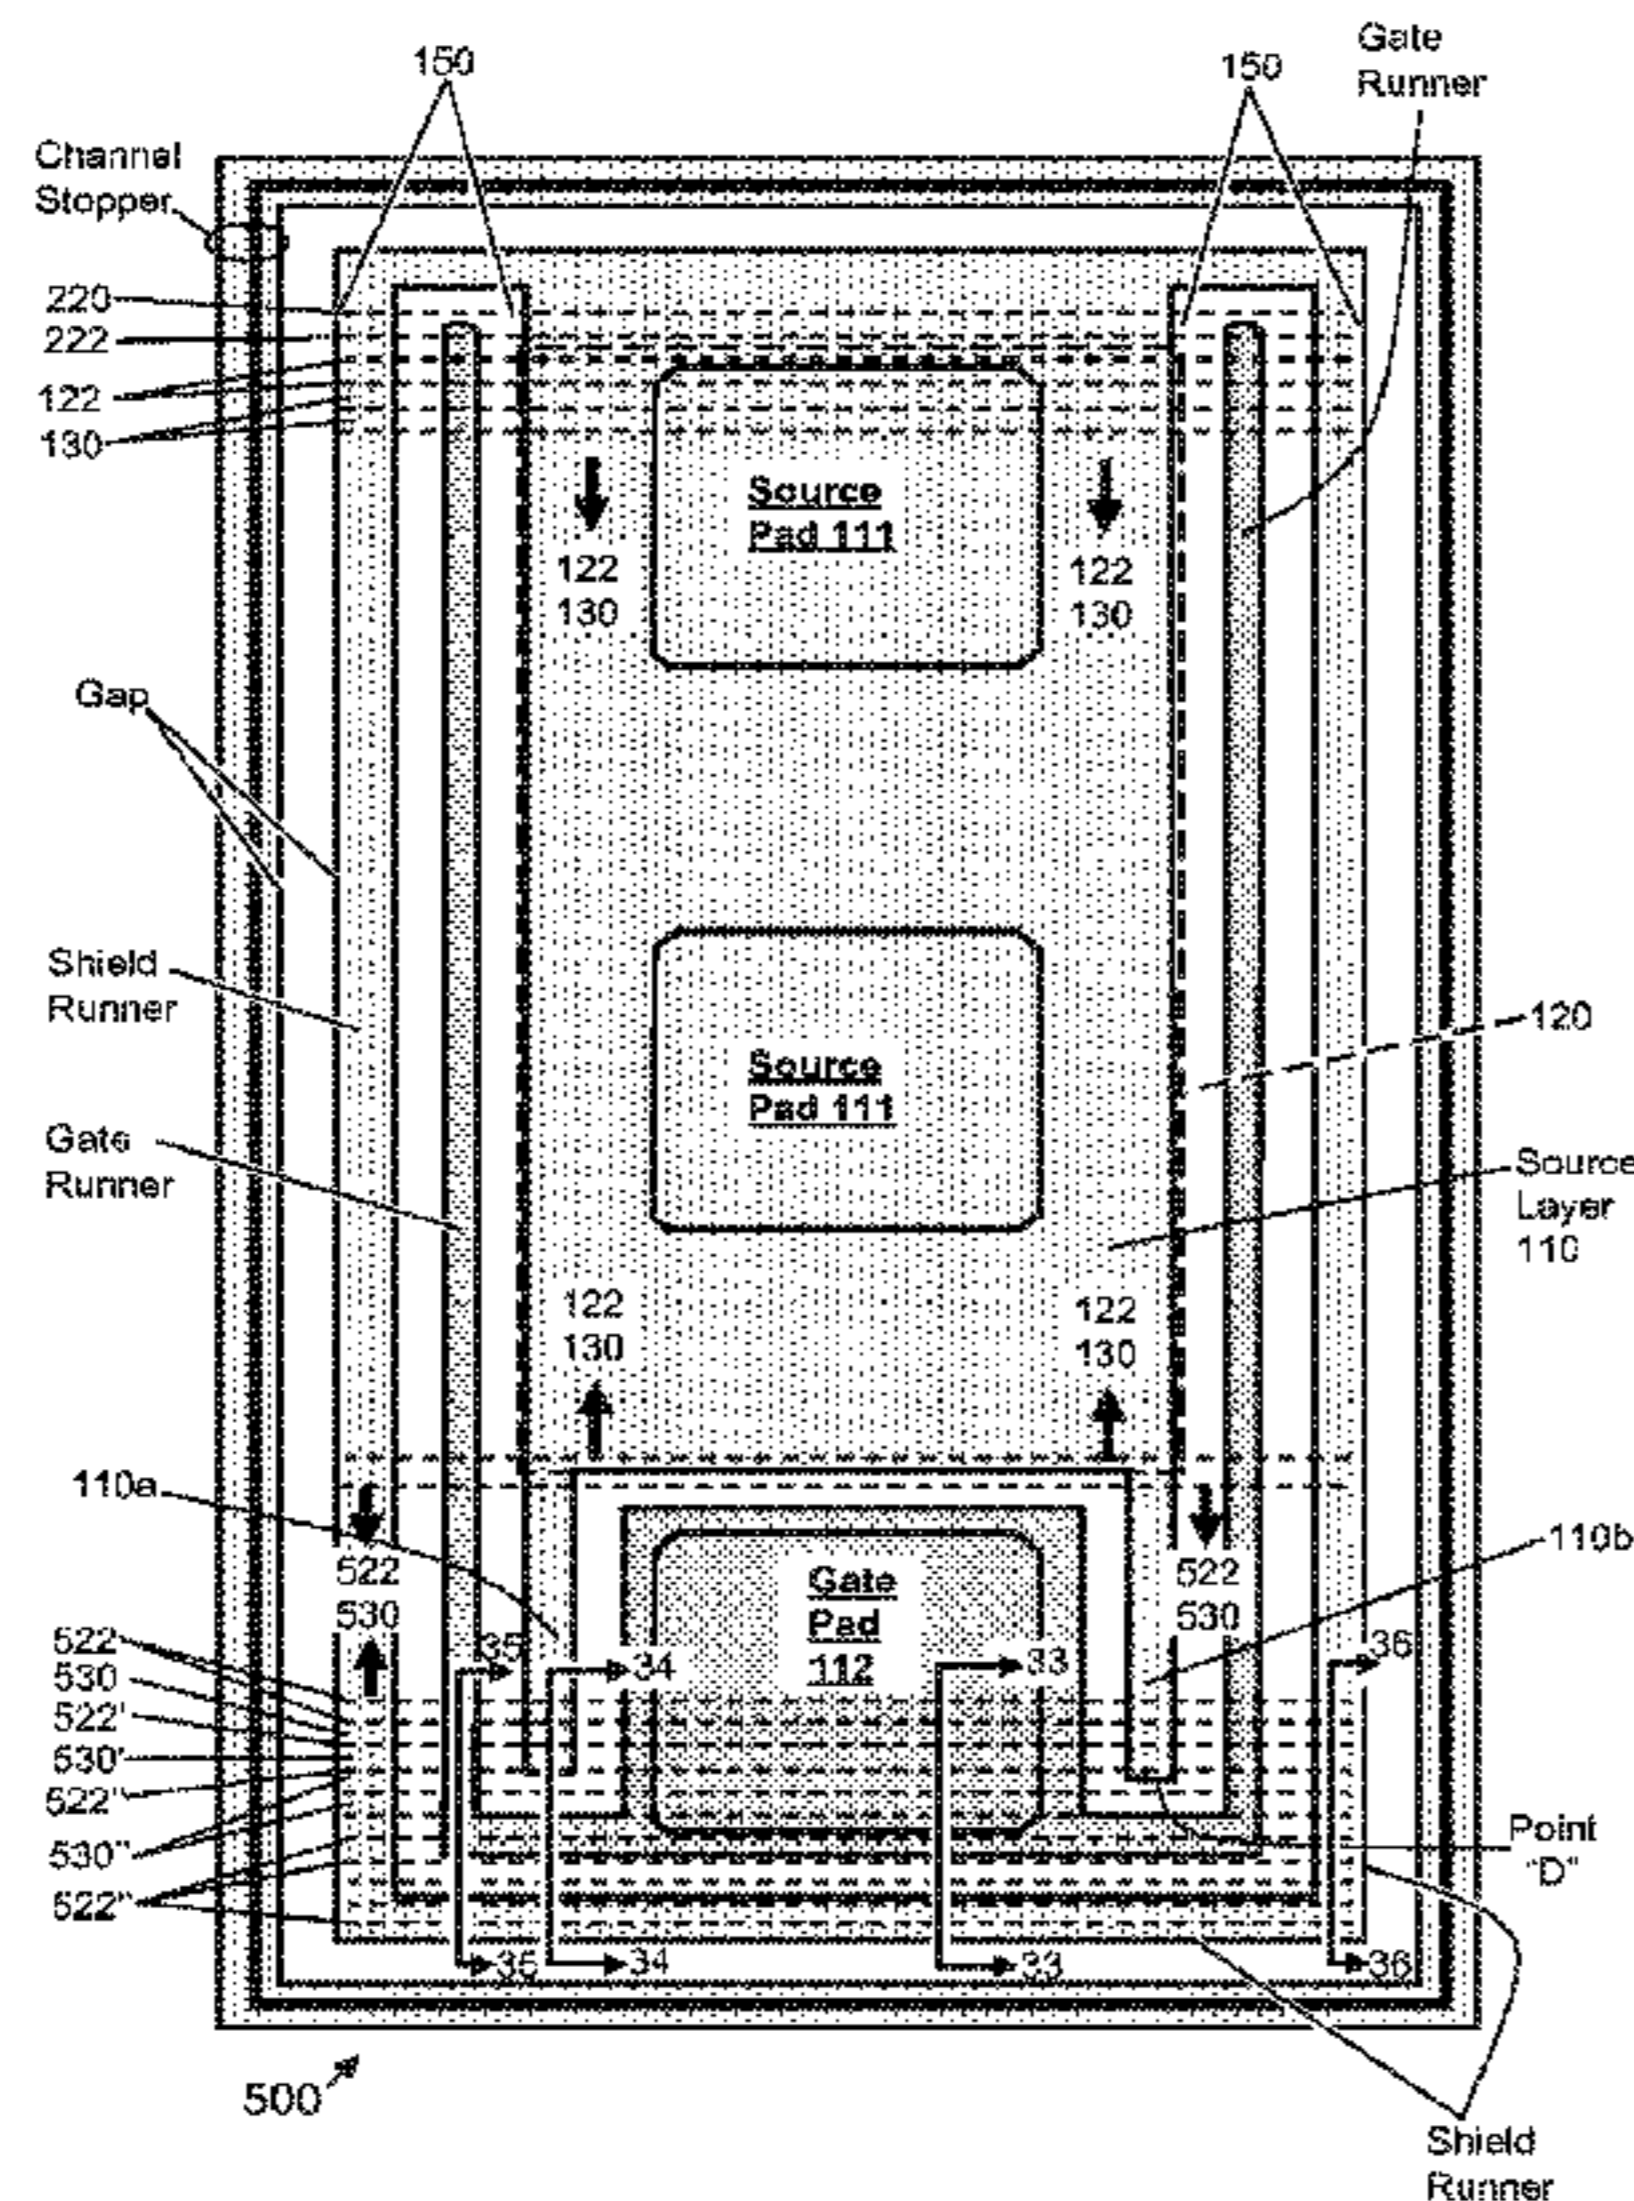 150
150
Gate
Runner
Channel
Stopper
220
222
122
130
Source
Pad 111
122
130
122
130
Gap
Shield
Runner
120
Source
Pad 111
Gate
Runner
Source
Layer
110
122
130
122
130
110a
110b
522
530
Gate
Pad
112
522
530
522
530
522'
530'
522"
530"
522"
35
34
33
36
Point
"D"
35
34
33
36
500
Shield
Runner